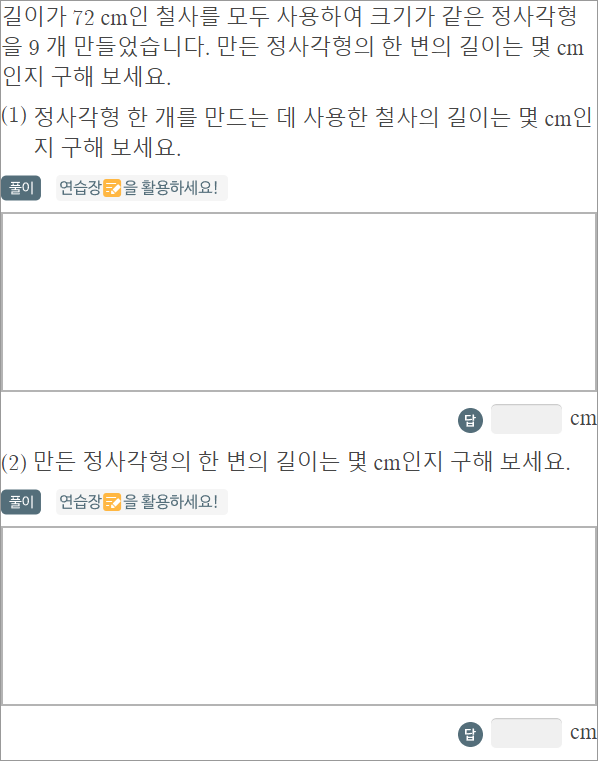 길이가 72 cm인 철사를 모두 사용하여 크기가 같은 정사각형
을 9 개 만들었습니다. 만든 정사각형의 한 변의 길이는 몇 cm
인지 구해 보세요.
(1) 정사각형 한 개를 만드는 데 사용한 철사의 길이는 몇 cm인
지 구해 보세요.
풀이 연습장을 활용하세요!
답 cm
(2) 만든 정사각형의 한 변의 길이는 몇 cm인지 구해 보세요.
풀이 연습장을 활용하세요!
답 cm